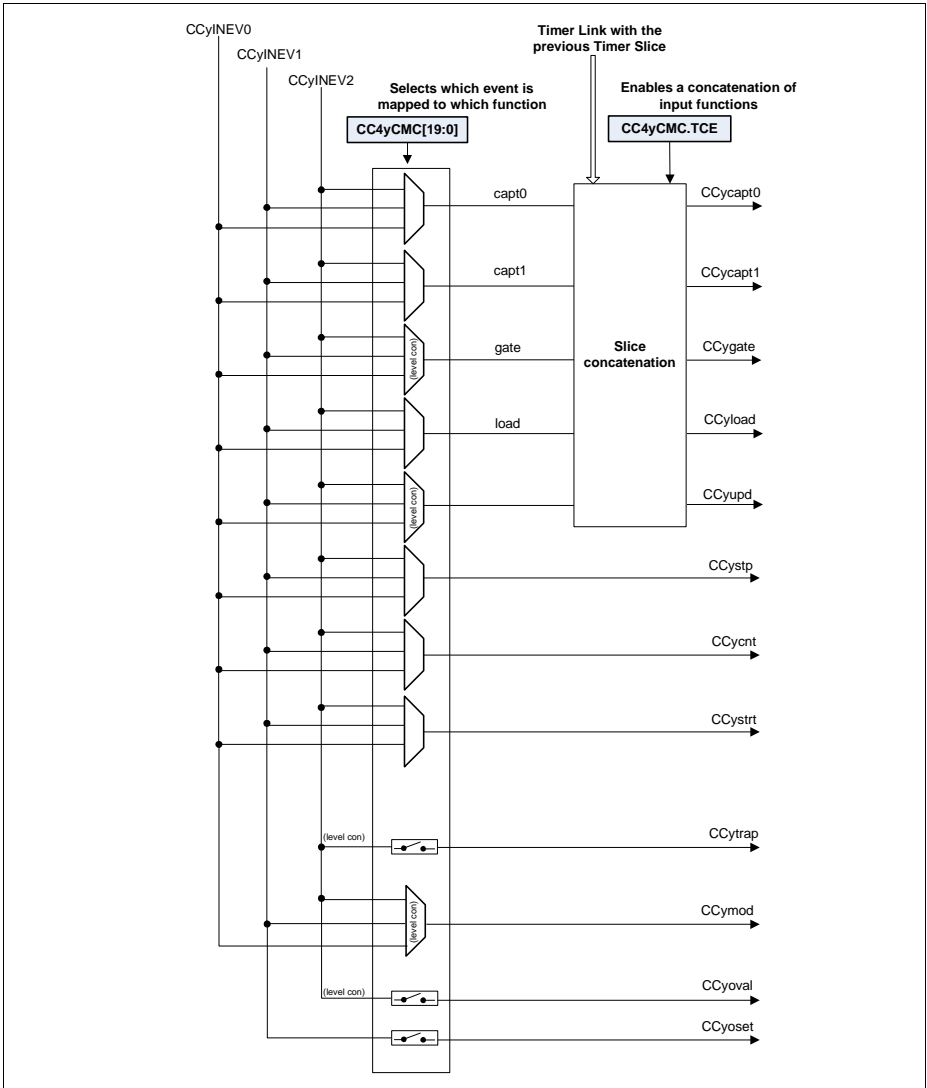 CCyINEV0
CCyINEV1
CCyINEV2
Timer Link with the
previous Timer Slice
Selects which event is
mapped to which function
CC4yCMC[19:0]
Enables a concatenation of
input functions
CC4yCMC.TCE
capt0
CCycapt0
capt1
CCycapt1
(level con)
gate
Slice
concatenation
CCygate
load
CCyload
(level con)
CCyupd
CCystp
CCycnt
CCystrt
(level con)
CCytrap
(level con)
CCymod
(level con)
CCyoval
CCyoset